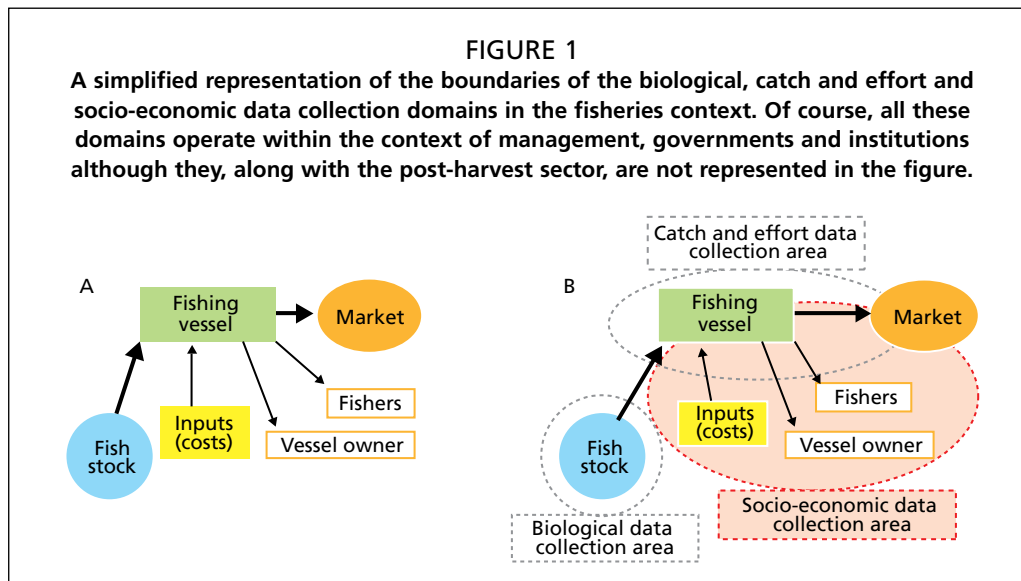 FIGURE 1
A simplified representation of the boundaries of the biological, catch and effort and
socio-economic data collection domains in the fisheries context. Of course, all these
domains operate within the context of management, governments and institutions
although they, along with the post-harvest sector, are not represented in the figure.
A
Fishing
vessel
Market
Fishers
Inputs
(costs)
Vessel owner
Fish
stock
B
Catch and effort data
collection area
Fishing
vessel
Market
Fishers
Inputs
(costs)
Vessel owner
Fish
stock
Socio-economic data
collection area
Biological data
collection area